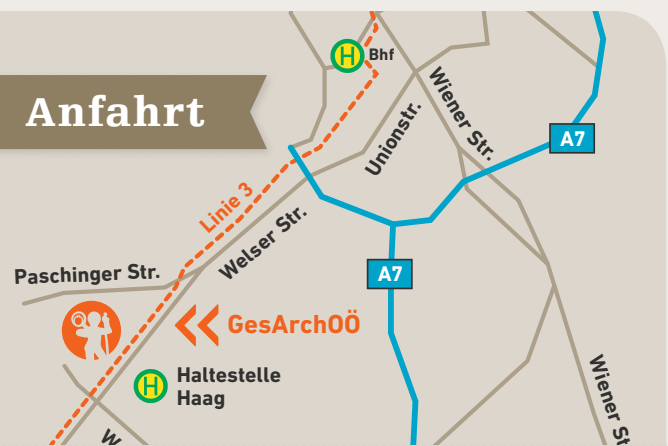 Anfahrt
H
Bhf
Wiener Str.
Unionstr.
A7
Linie 3
Welser Str.
Paschinger Str.
A7
GesArchOÖ
H
Haltestelle
Haag
Wiener St
W